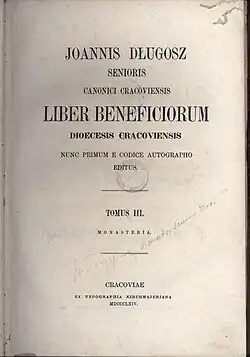 JOANNIS DŁUGOSZ
SENIORIS
CANONICI CRACOVIENSIS
LIBER BENEFICIORUM
DIOECESIS CRACOVIENSIS
NUNC PRIMUM E CODICE AUTOGRAPHO
EDITUS.
TOMUS III.
MONASTERIA.
CRACOVIAE
EX TYPOGRAPHIA KIRCHMAJERIANA
MDCCCLXIV.